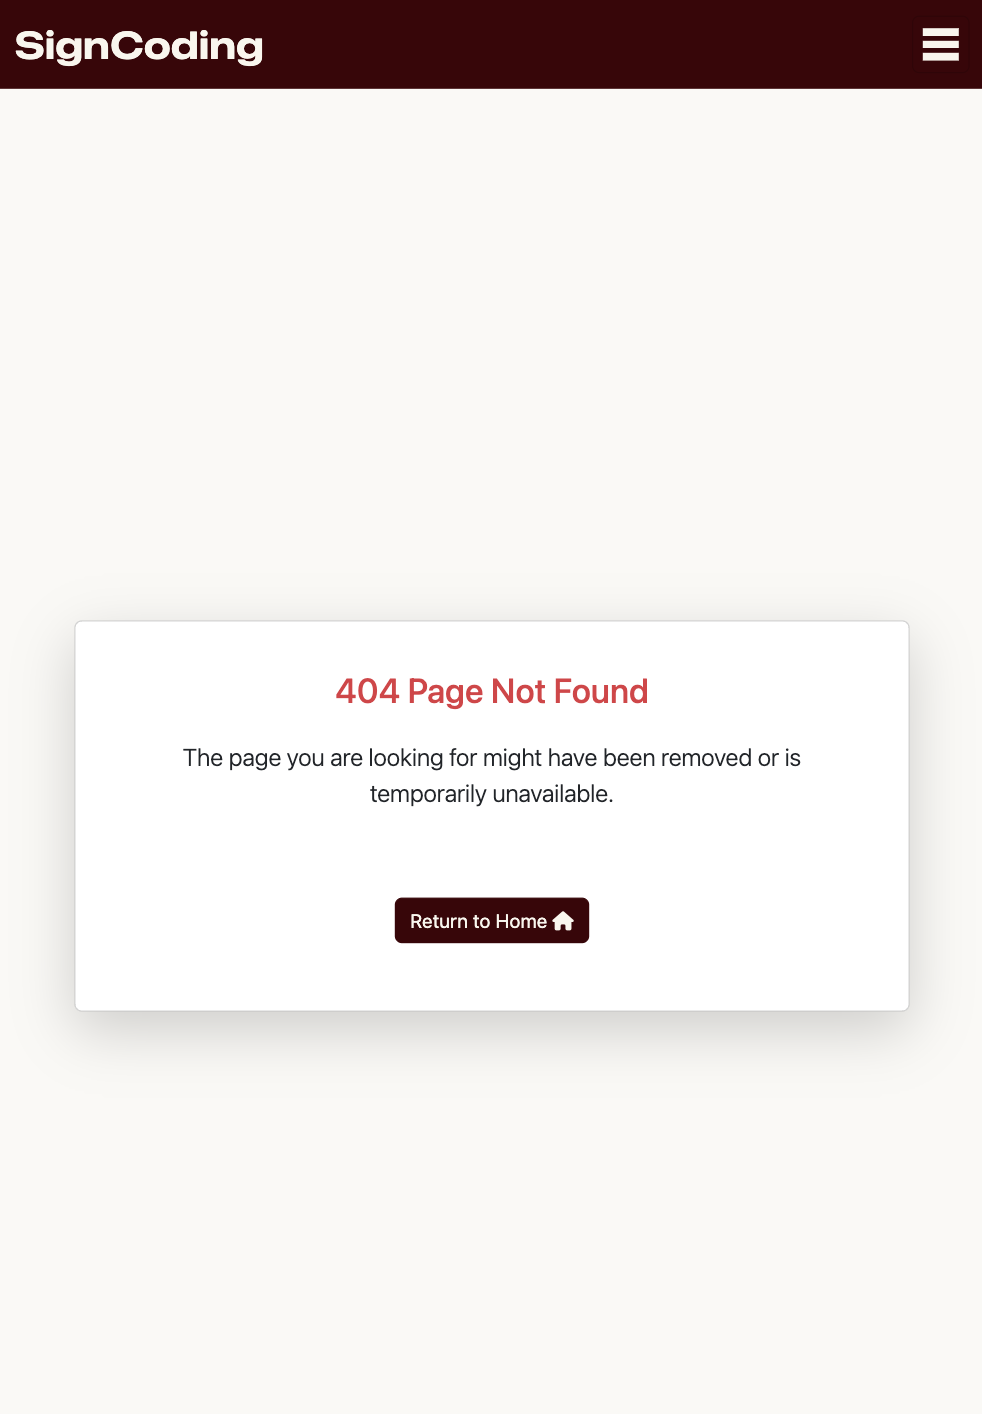 SignCoding
404 Page Not Found
The page you are looking for might have been removed or is
temporarily unavailable.
Return to Home